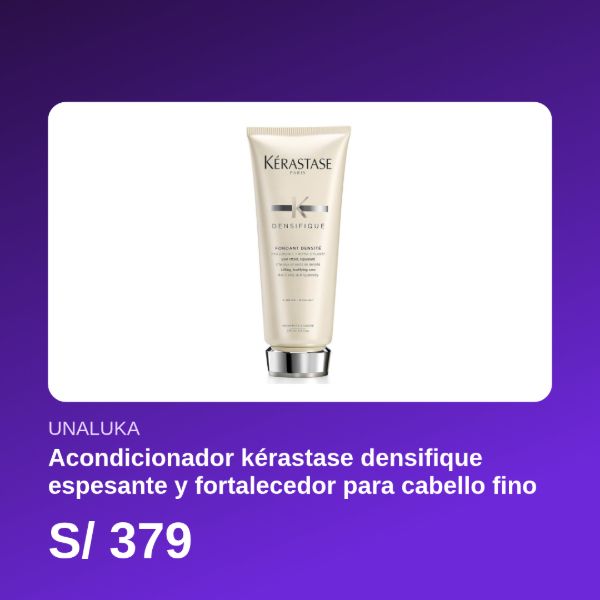 KÉRASTASE
PARIS
K
DENSIFIQUE
FONDANT DENSITÉ
UNALUKA
Acondicionador kérastase densifique
espesante y fortalecedor para cabello fino
S/ 379